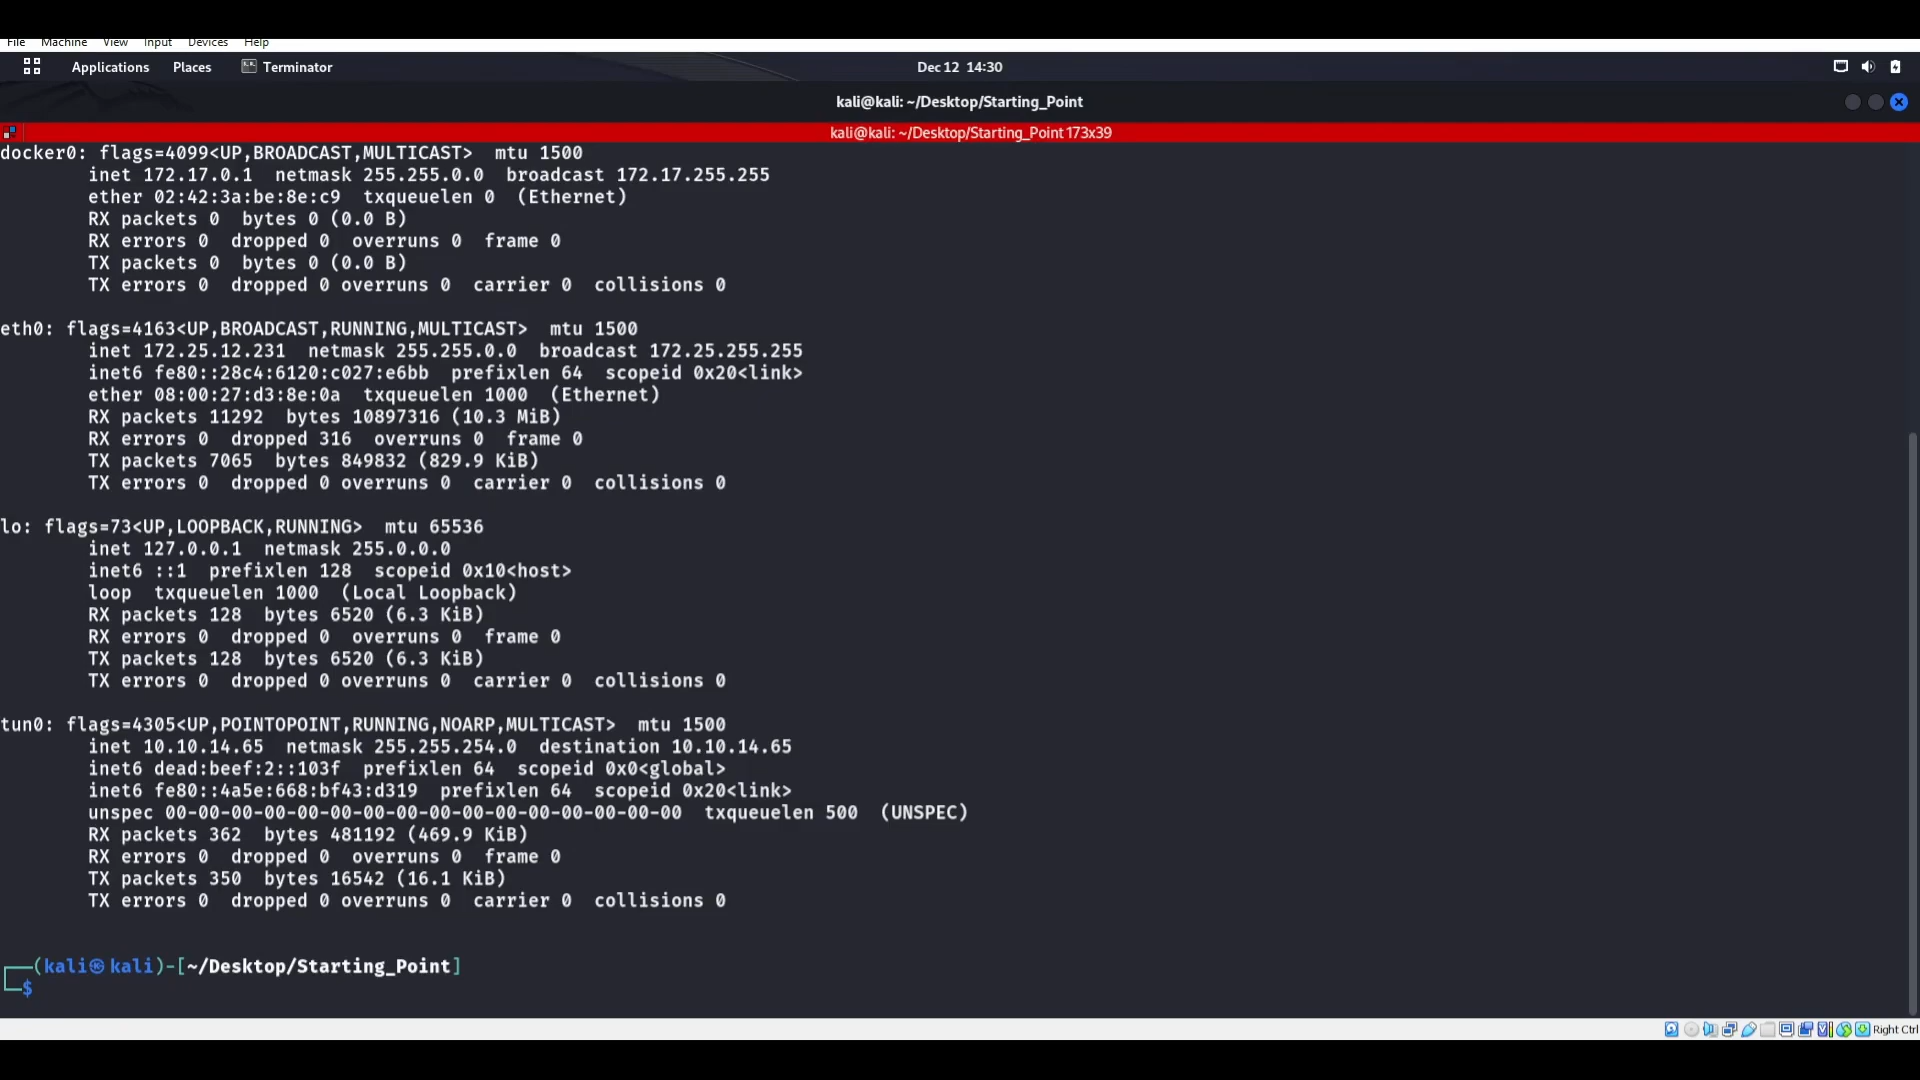 File Machine View Input Devices Help
Applications Places Terminator Dec 12 14:30
kali@kali: ~/Desktop/Starting_Point
kali@kali: ~/Desktop/Starting_Point 173x39
docker0: flags=4099<UP,BROADCAST,MULTICAST> mtu 1500
inet 172.17.0.1 netmask 255.255.0.0 broadcast 172.17.255.255
ether 02:42:3a:be:8e:c9 txqueuelen 0 (Ethernet)
RX packets 0 bytes 0 (0.0 B)
RX errors 0 dropped 0 overruns 0 frame 0
TX packets 0 bytes 0 (0.0 B)
TX errors 0 dropped 0 overruns 0 carrier 0 collisions 0
eth0: flags=4163<UP,BROADCAST,RUNNING,MULTICAST> mtu 1500
inet 172.25.12.231 netmask 255.255.0.0 broadcast 172.25.255.255
inet6 fe80::28c4:6120:c027:e6bb prefixlen 64 scopeid 0x20<link>
ether 08:00:27:d3:8e:0a txqueuelen 1000 (Ethernet)
RX packets 11292 bytes 10897316 (10.3 MiB)
RX errors 0 dropped 316 overruns 0 frame 0
TX packets 7065 bytes 849832 (829.9 KiB)
TX errors 0 dropped 0 overruns 0 carrier 0 collisions 0
lo: flags=73<UP,LOOPBACK,RUNNING> mtu 65536
inet 127.0.0.1 netmask 255.0.0.0
inet6 ::1 prefixlen 128 scopeid 0x10<host>
loop txqueuelen 1000 (Local Loopback)
RX packets 128 bytes 6520 (6.3 KiB)
RX errors 0 dropped 0 overruns 0 frame 0
TX packets 128 bytes 6520 (6.3 KiB)
TX errors 0 dropped 0 overruns 0 carrier 0 collisions 0
tun0: flags=4305<UP,POINTOPOINT,RUNNING,NOARP,MULTICAST> mtu 1500
inet 10.10.14.65 netmask 255.255.254.0 destination 10.10.14.65
inet6 dead:beef:2::103f prefixlen 64 scopeid 0x0<global>
inet6 fe80::4a5e:668:bf43:d319 prefixlen 64 scopeid 0x20<link>
unspec 00-00-00-00-00-00-00-00-00-00-00-00-00-00-00-00 txqueuelen 500 (UNSPEC)
RX packets 362 bytes 481192 (469.9 KiB)
RX errors 0 dropped 0 overruns 0 frame 0
TX packets 350 bytes 16542 (16.1 KiB)
TX errors 0 dropped 0 overruns 0 carrier 0 collisions 0
┌──(kali㉿kali)-[~/Desktop/Starting_Point]
└─$
Right Ctrl